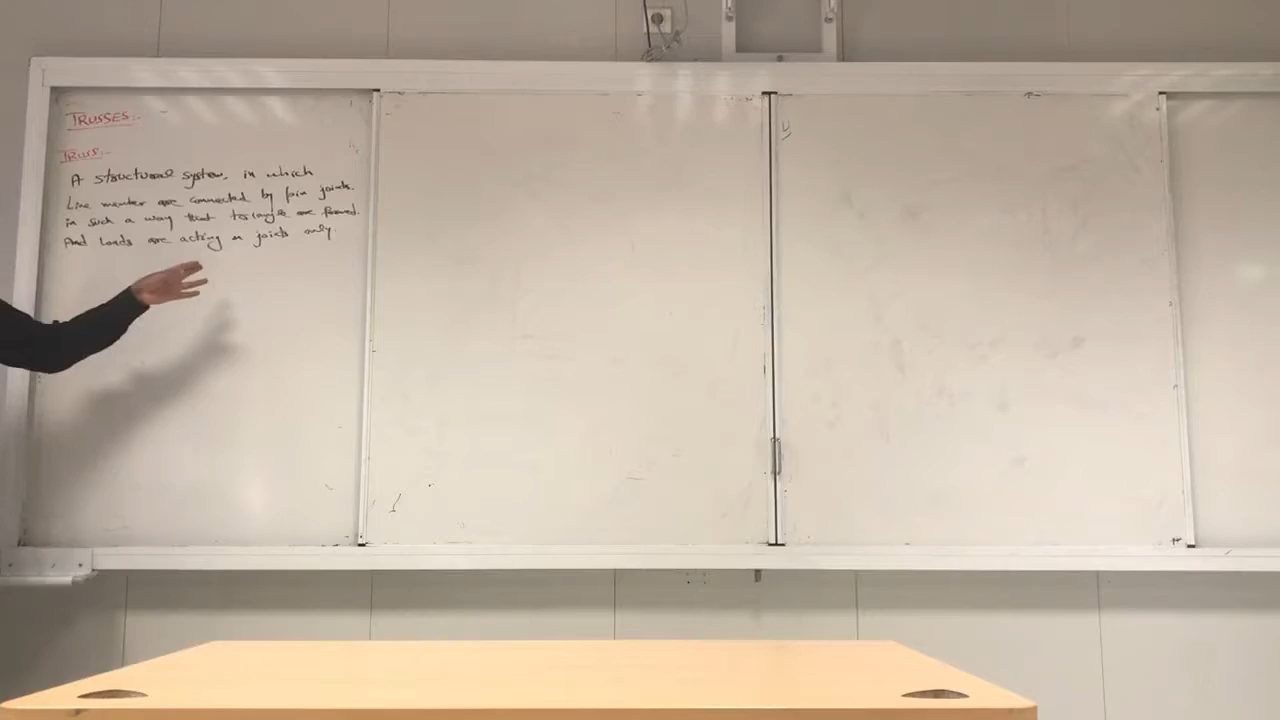 TRUSSES:-
TRUSS:-
A structural system, in which
Line member are connected by pin joints.
in such a way that triangle are formed.
And Loads are acting on joints only.